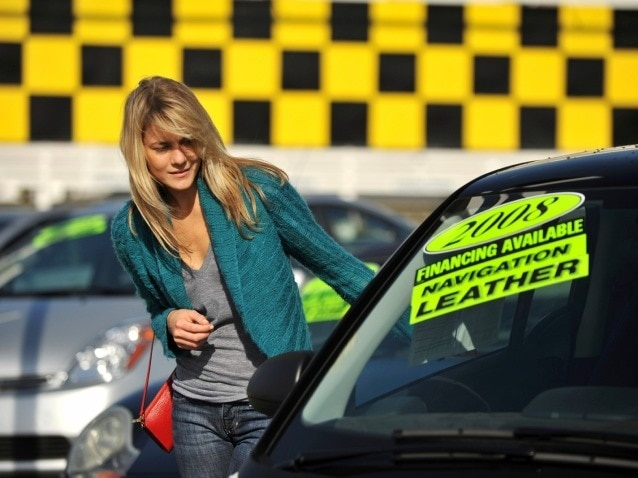 2008
FINANCING AVAILABLE
NAVIGATION
LEATHER